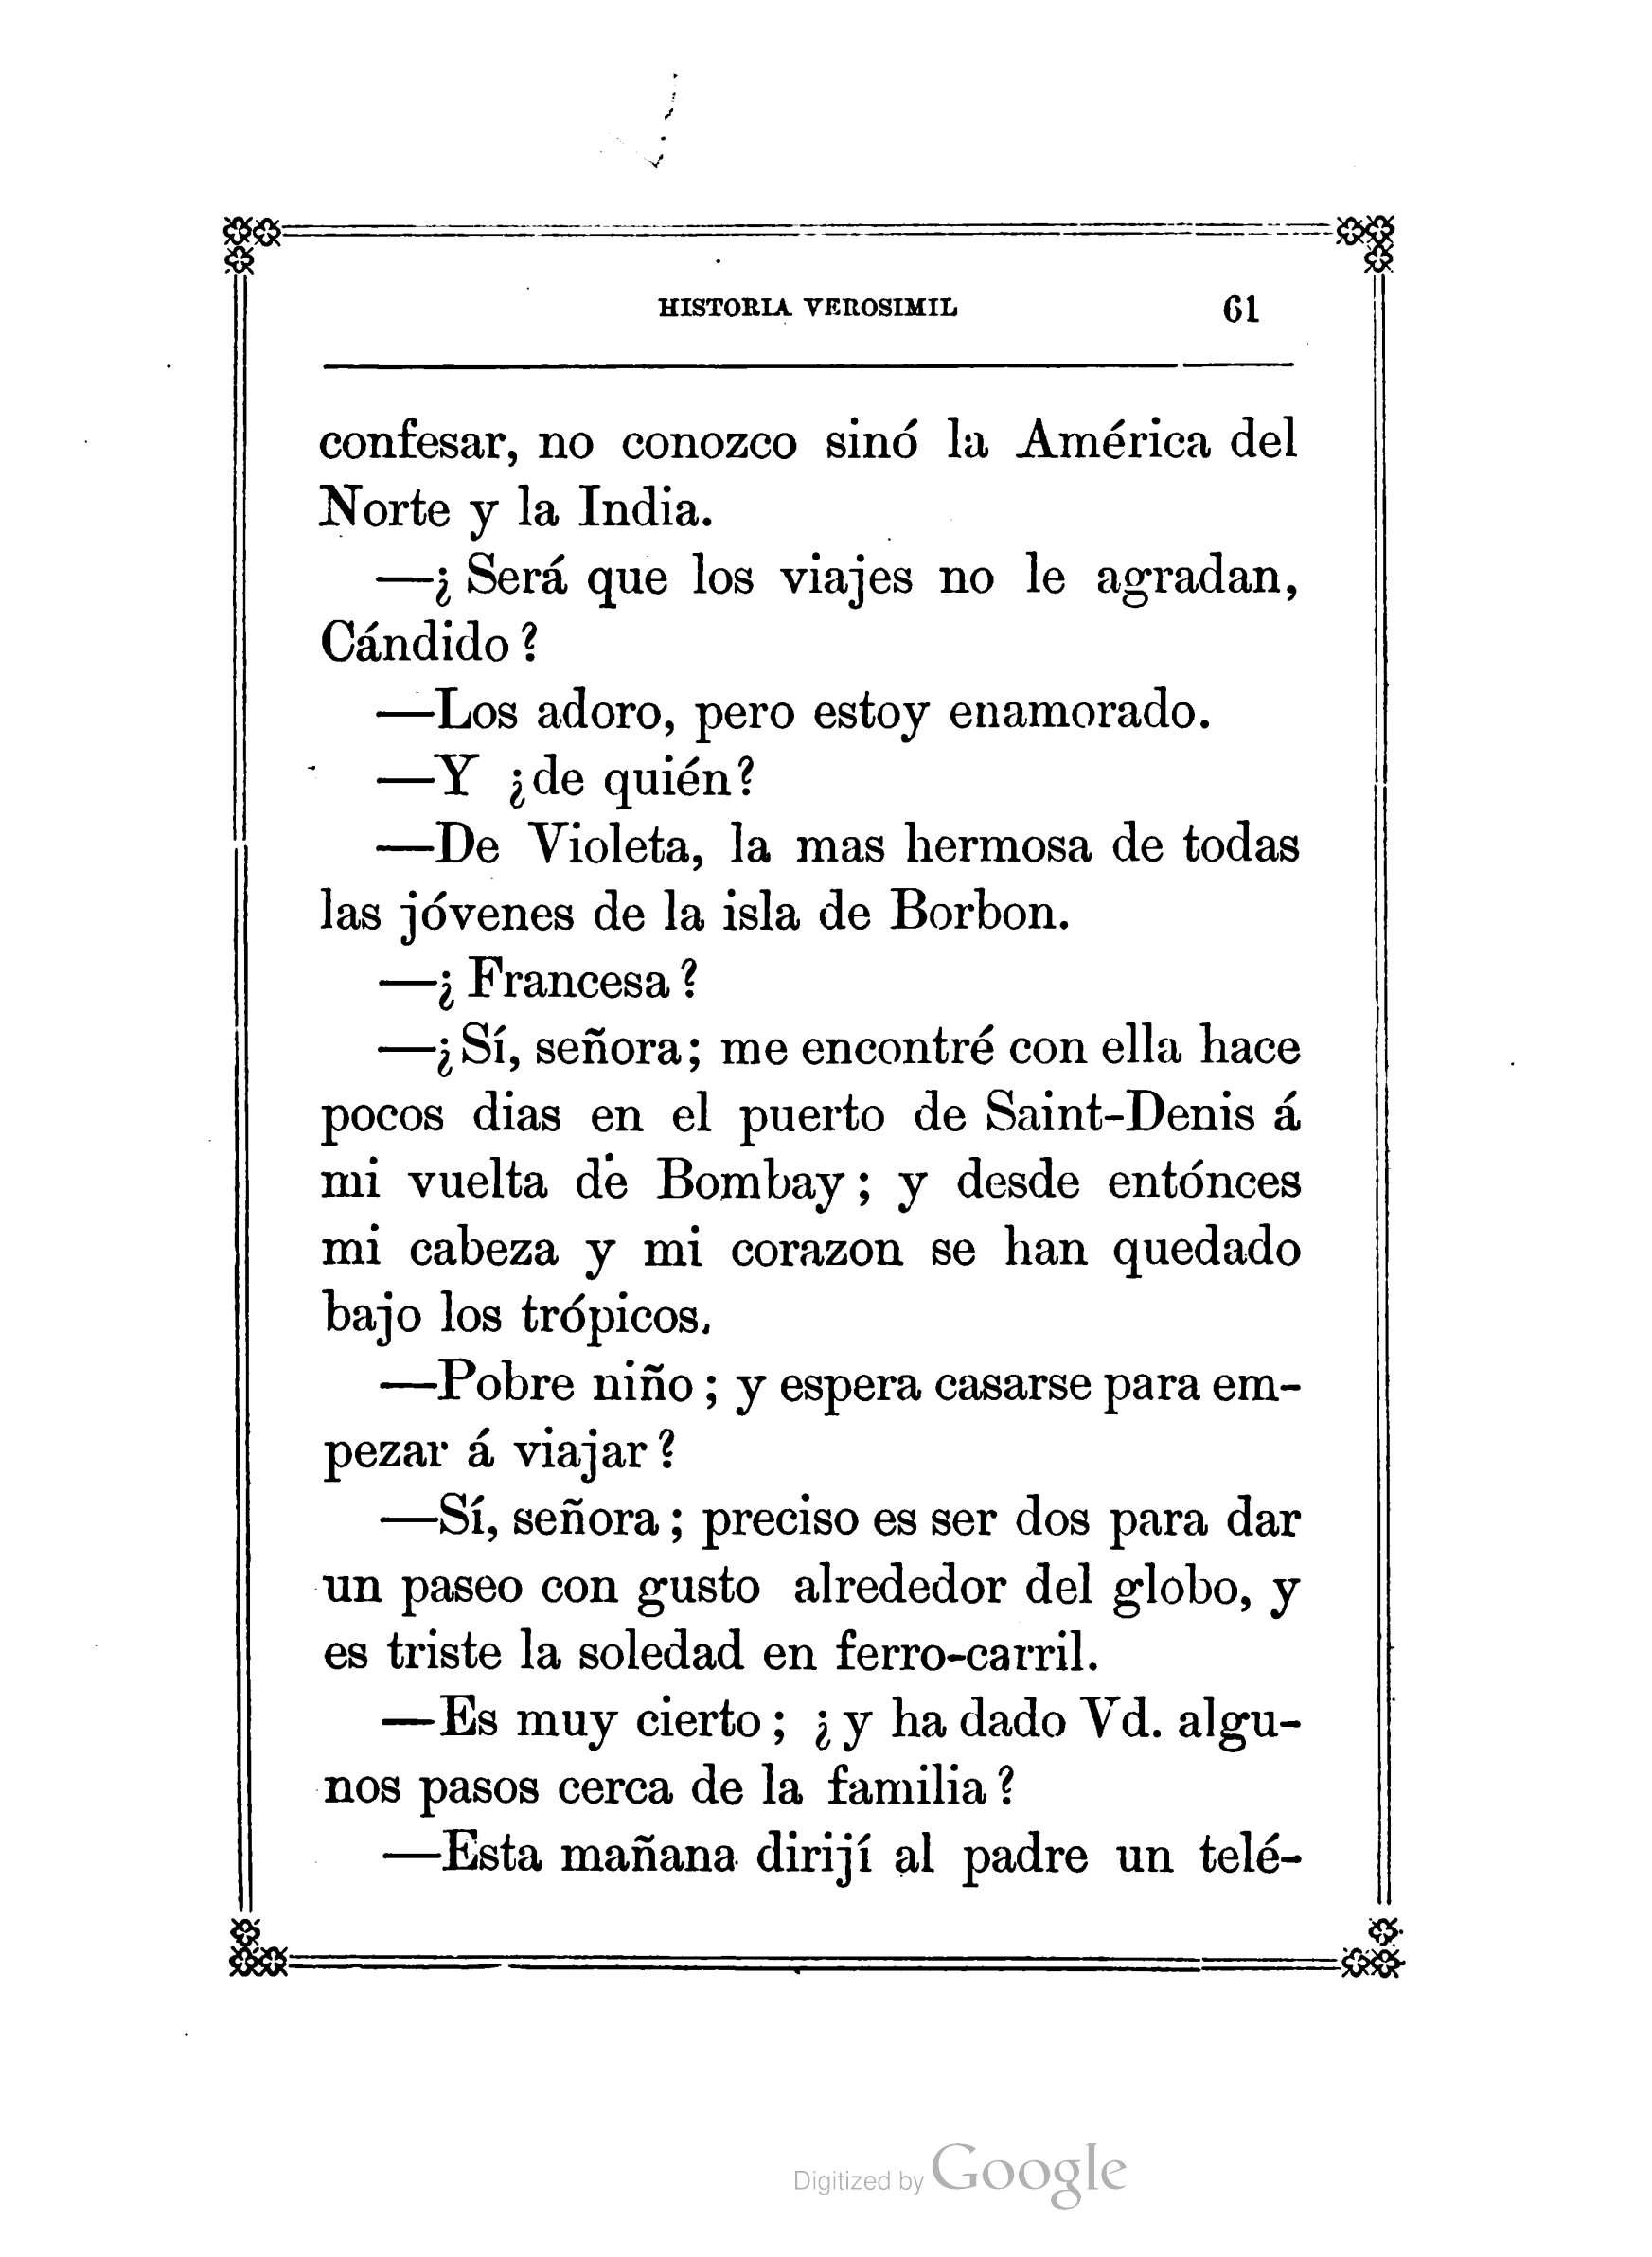 HISTORIA VEROSIMIL 61
confesar, no conozco sinó la América del
Norte y la India.
—¿Será que los viajes no le agradan,
Cándido?
—Los adoro, pero estoy enamorado.
—Y ¿de quién?
—De Violeta, la mas hermosa de todas
las jóvenes de la isla de Borbon.
—¿Francesa?
—¿Sí, señora; me encontré con ella hace
pocos dias en el puerto de Saint-Denis á
mi vuelta de Bombay; y desde entónces
mi cabeza y mi corazon se han quedado
bajo los trópicos.
—Pobre niño; y espera casarse para em-
pezar á viajar?
—Sí, señora; preciso es ser dos para dar
un paseo con gusto alrededor del globo, y
es triste la soledad en ferro-carril.
—Es muy cierto; ¿y ha dado Vd. algu-
nos pasos cerca de la familia?
—Esta mañana dirijí al padre un telé-
Digitized by Google